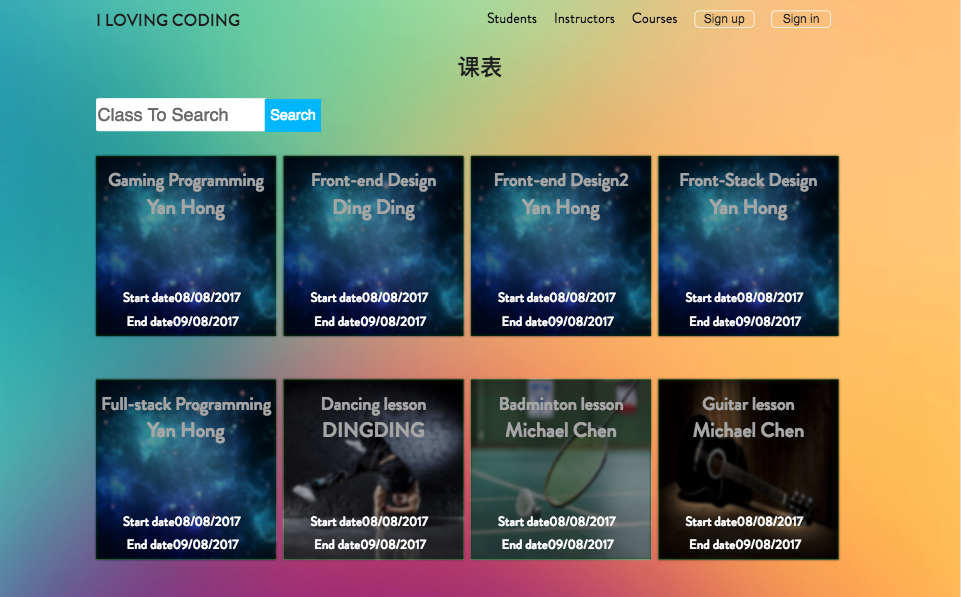 I LOVING CODING
Students Instructors Courses Sign up Sign in
课表
Class To Search Search
Gaming Programming
Yan Hong
Start date08/08/2017
End date09/08/2017
Front-end Design
Ding Ding
Start date08/08/2017
End date09/08/2017
Front-end Design2
Yan Hong
Start date08/08/2017
End date09/08/2017
Front-Stack Design
Yan Hong
Start date08/08/2017
End date09/08/2017
Full-stack Programming
Yan Hong
Start date08/08/2017
End date09/08/2017
Dancing lesson
DINGDING
Start date08/08/2017
End date09/08/2017
Badminton lesson
Michael Chen
Start date08/08/2017
End date09/08/2017
Guitar lesson
Michael Chen
Start date08/08/2017
End date09/08/2017